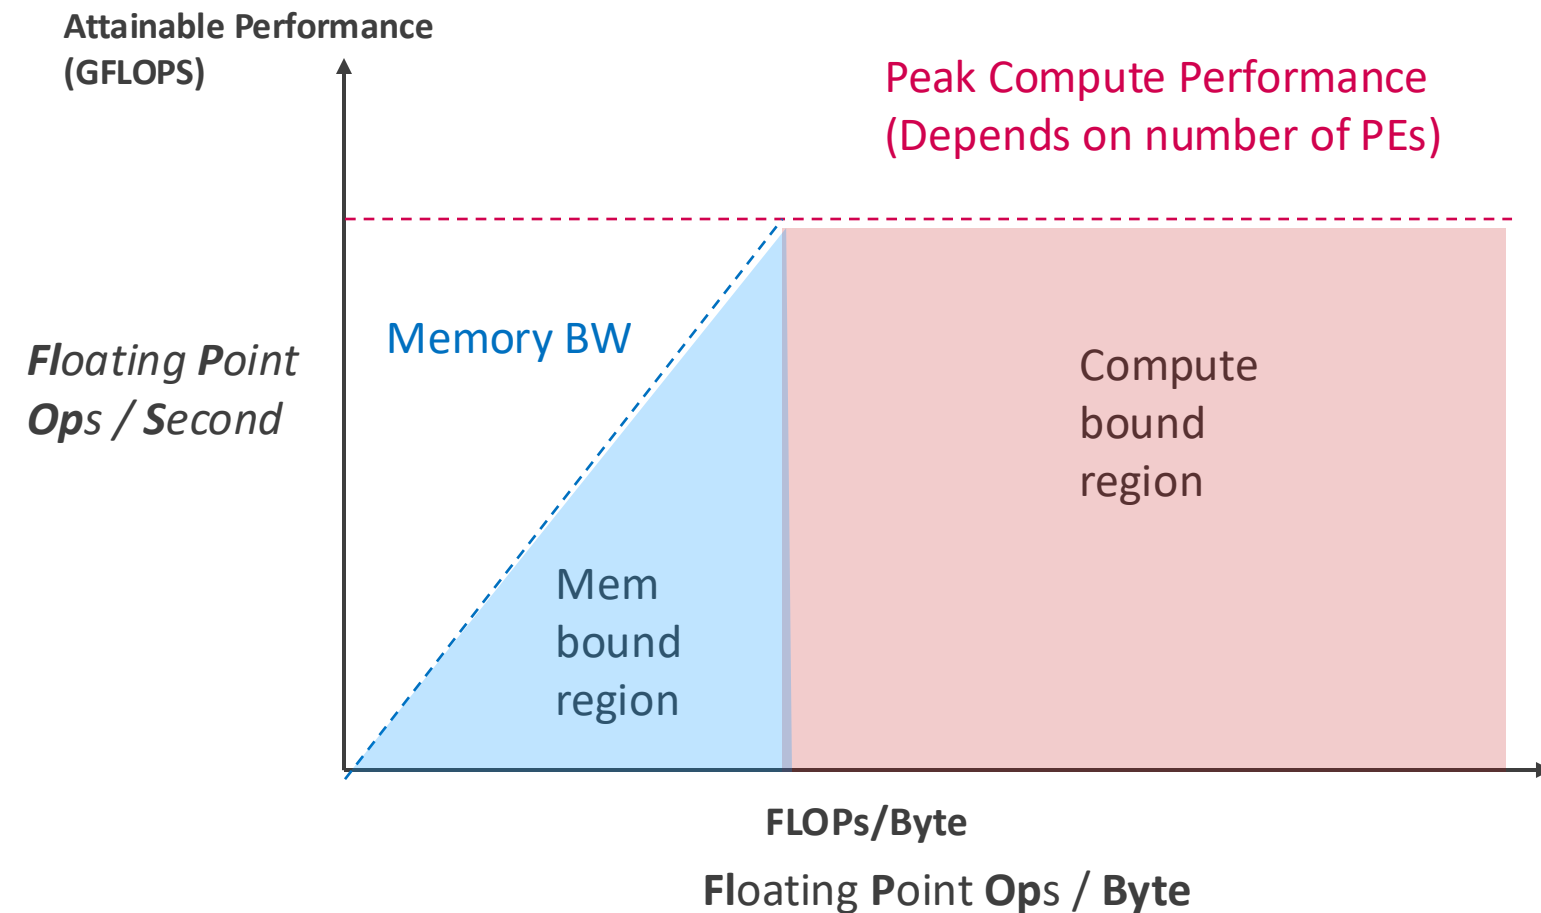 Attainable Performance
(GFLOPS)
Peak Compute Performance
(Depends on number of PEs)
Memory BW
Floating Point
Ops / Second
Compute
bound
region
Mem
bound
region
FLOPs/Byte
Floating Point Ops / Byte